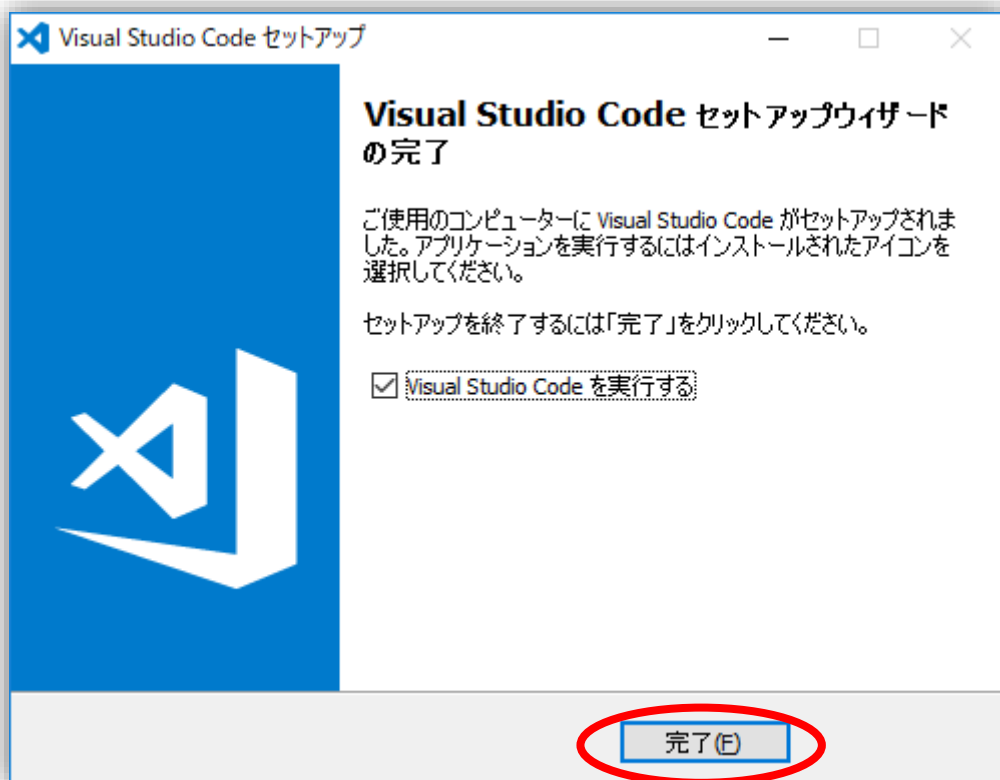 Visual Studio Code セットアップ
Visual Studio Code セットアップウィザード
の完了
ご使用のコンピューターに Visual Studio Code がセットアップされま
した。アプリケーションを実行するにはインストールされたアイコンを
選択してください。
セットアップを終了するには「完了」をクリックしてください。
Visual Studio Code を実行する
完了(F)